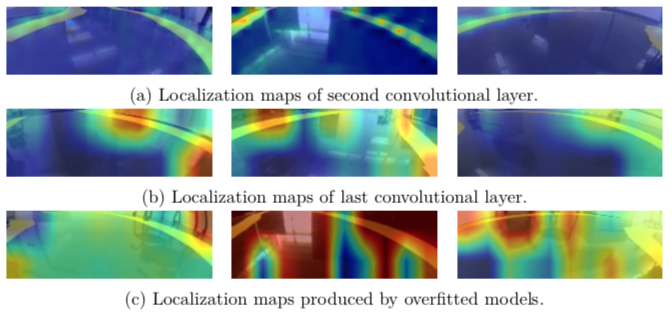 (a) Localization maps of second convolutional layer.
(b) Localization maps of last convolutional layer.
(c) Localization maps produced by overfitted models.